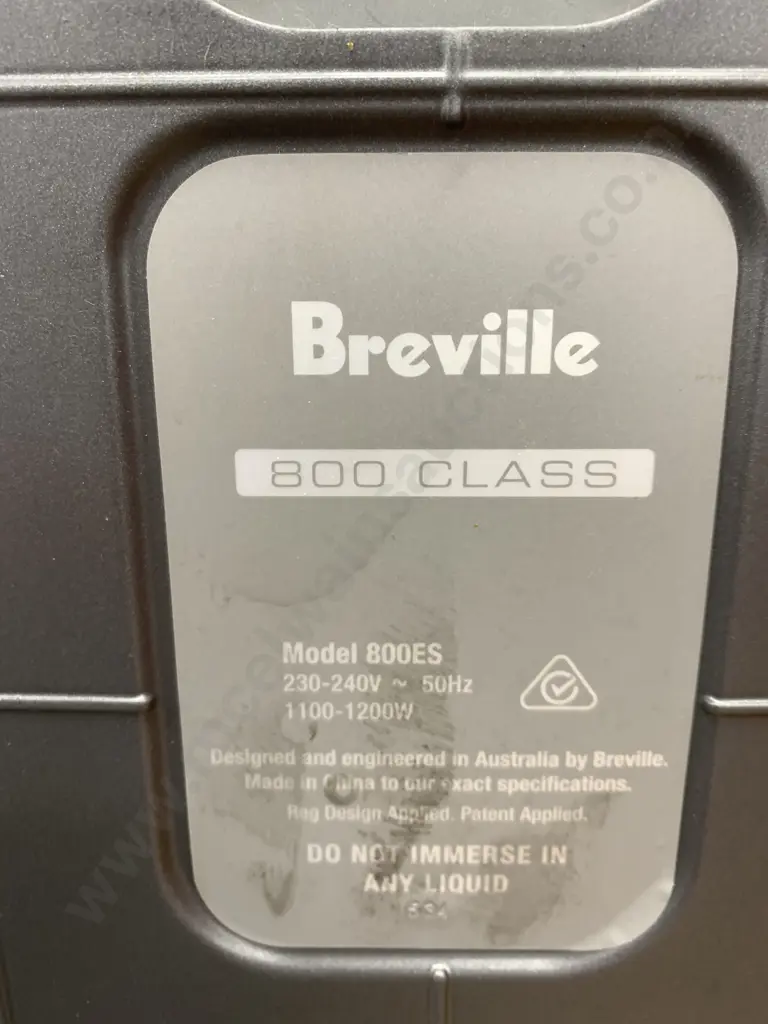 Breville
800 CLASS
Model 800ES
230-240V ~ 50Hz
1100-1200W
Designed and engineered in Australia by Breville.
Made in China to our exact specifications.
Reg Design Applied. Patent Applied.
DO NOT IMMERSE IN
ANY LIQUID